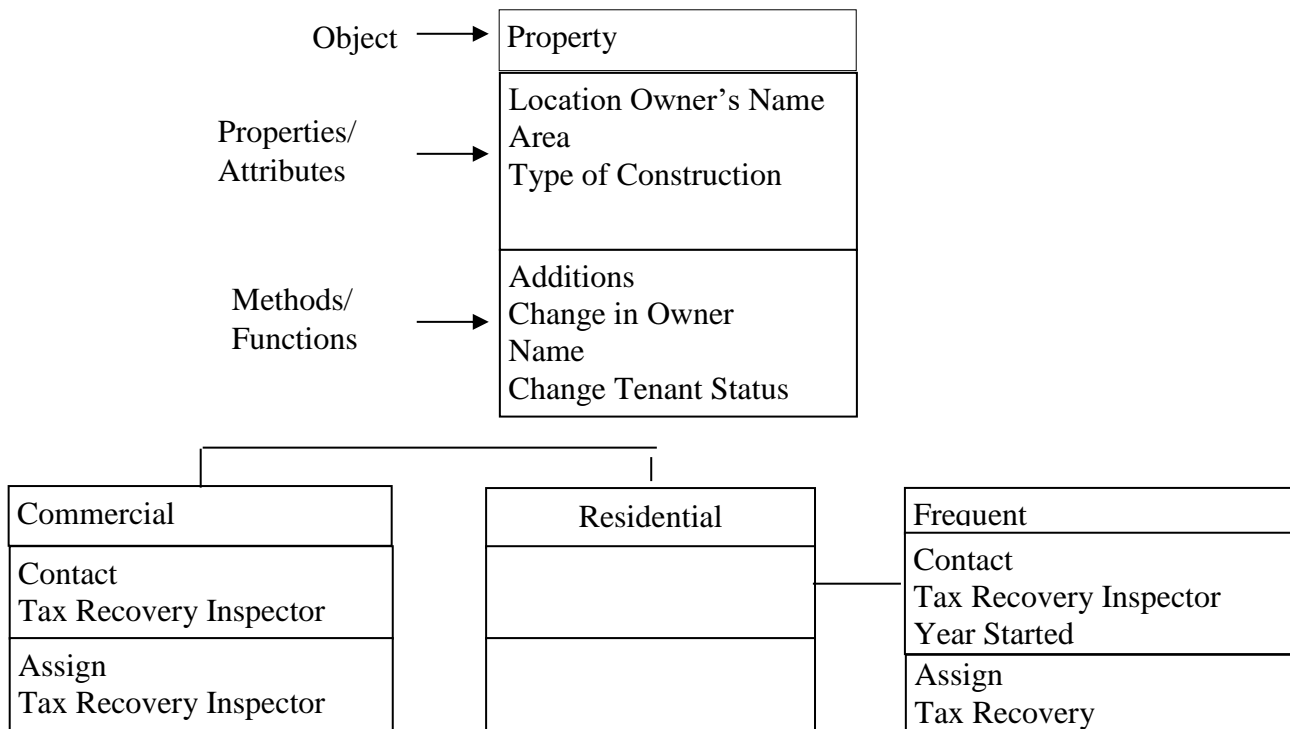 Object
Property
Properties/
Attributes
Location Owner’s Name
Area
Type of Construction
Methods/
Functions
Additions
Change in Owner
Name
Change Tenant Status
Commercial
Contact
Tax Recovery Inspector
Assign
Tax Recovery Inspector
Residential
Frequent
Contact
Tax Recovery Inspector
Year Started
Assign
Tax Recovery